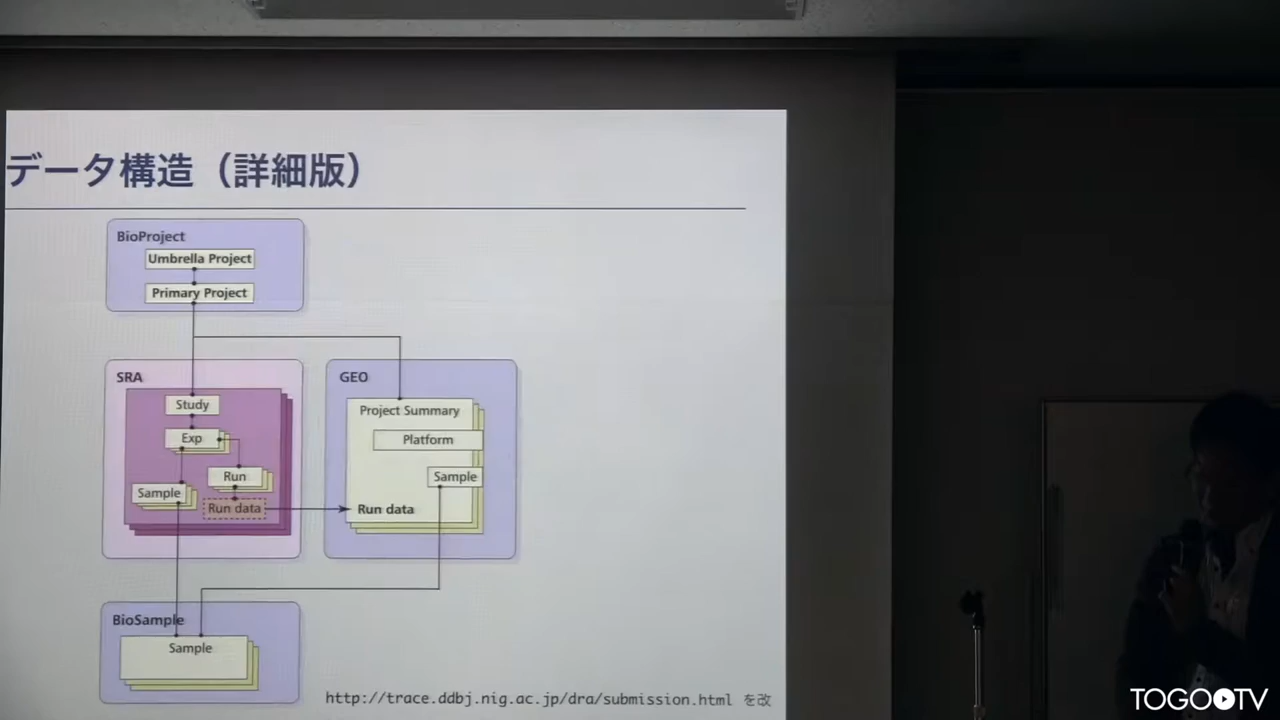 データ構造（詳細版）
BioProject
Umbrella Project
Primary Project
SRA
Study
Exp
Run
Sample
Run data
GEO
Project Summary
Platform
Sample
Run data
BioSample
Sample
http://trace.ddbj.nig.ac.jp/dra/submission.html を改
TOGOTV